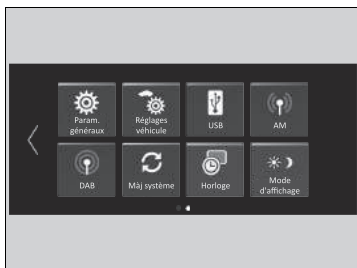 Param.
généraux
Réglages
véhicule
USB
AM
DAB
Màj système
Horloge
Mode
d'affichage